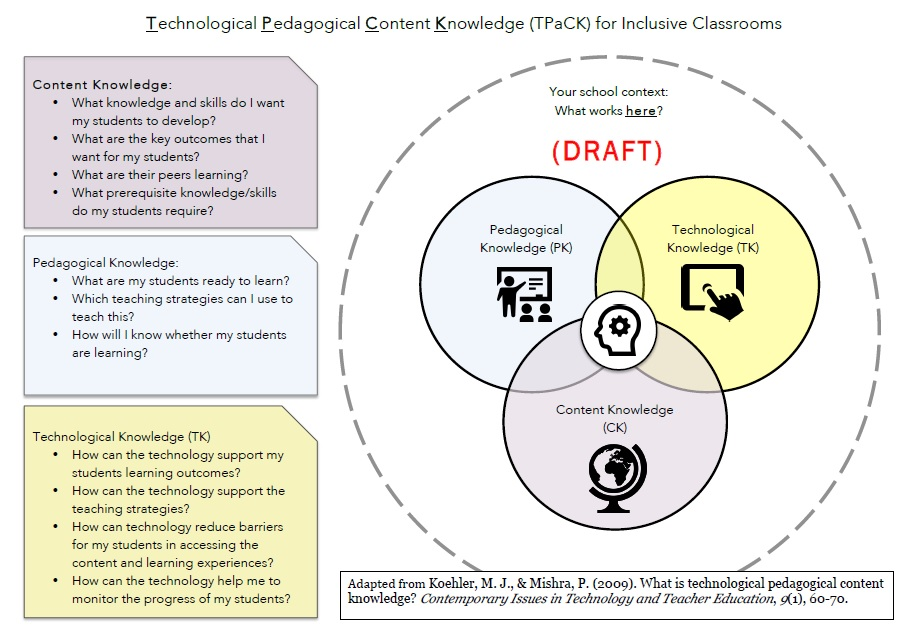 Technological Pedagogical Content Knowledge (TPaCK) for Inclusive Classrooms
Content Knowledge:
• What knowledge and skills do I want
my students to develop?
• What are the key outcomes that I
want for my students?
• What are their peers learning?
• What prerequisite knowledge/skills
do my students require?
Pedagogical Knowledge:
• What are my students ready to learn?
• Which teaching strategies can I use to
teach this?
• How will I know whether my students
are learning?
Technological Knowledge (TK)
• How can the technology support my
students learning outcomes?
• How can the technology support the
teaching strategies?
• How can technology reduce barriers
for my students in accessing the
content and learning experiences?
• How can the technology help me to
monitor the progress of my students?
Your school context:
What works here?
(DRAFT)
Pedagogical
Knowledge (PK)
Technological
Knowledge (TK)
Content Knowledge
(CK)
Adapted from Koehler, M. J., & Mishra, P. (2009). What is technological pedagogical content
knowledge? Contemporary Issues in Technology and Teacher Education, 9(1), 60-70.